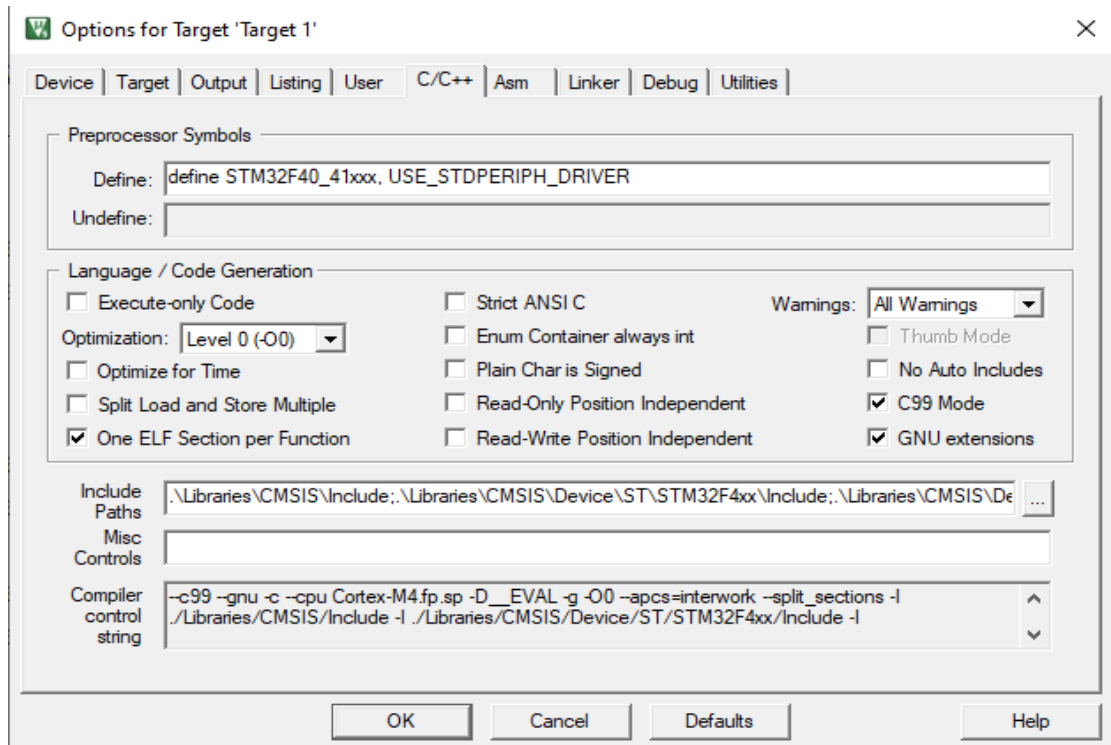 Options for Target 'Target 1'
Device Target Output Listing User C/C++ Asm Linker Debug Utilities
Preprocessor Symbols
Define: define STM32F40_41xxx, USE_STDPERIPH_DRIVER
Undefine:
Language / Code Generation
Execute-only Code
Strict ANSI C
Warnings: All Warnings
Optimization: Level 0 (-O0)
Enum Container always int
Thumb Mode
Optimize for Time
Plain Char is Signed
No Auto Includes
Split Load and Store Multiple
Read-Only Position Independent
C99 Mode
One ELF Section per Function
Read-Write Position Independent
GNU extensions
Include Paths
.\Libraries\CMSIS\Include;.\Libraries\CMSIS\Device\ST\STM32F4xx\Include;.\Libraries\CMSIS\De ...
Misc Controls
Compiler control string
--c99 --gnu -c --cpu Cortex-M4.fp.sp -D__EVAL -g -O0 --apcs=interwork --split_sections -I
./Libraries/CMSIS/Include -I ./Libraries/CMSIS/Device/ST/STM32F4xx/Include -I
OK Cancel Defaults Help